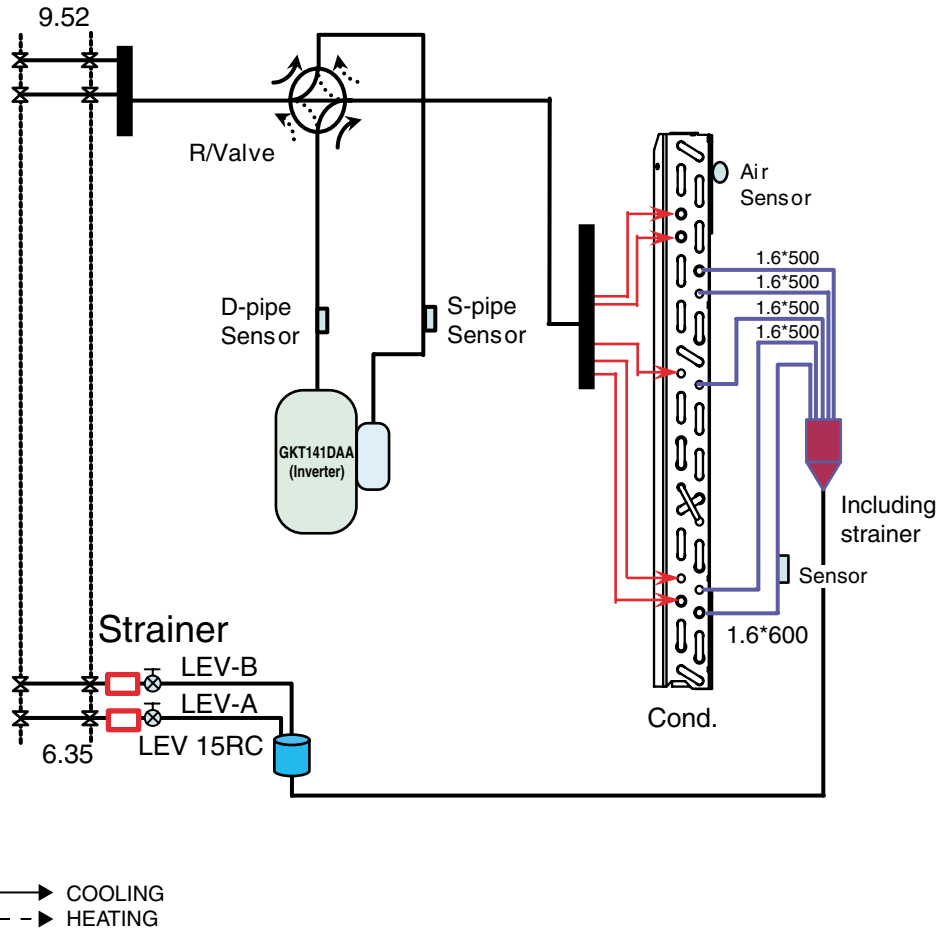 9.52
R/Valve
Air
Sensor
1.6*500
1.6*500
1.6*500
1.6*500
D-pipe
Sensor
S-pipe
Sensor
GKT141DAA
(Inverter)
Including
strainer
Sensor
1.6*600
Strainer
LEV-B
LEV-A
LEV 15RC
6.35
Cond.
COOLING
HEATING